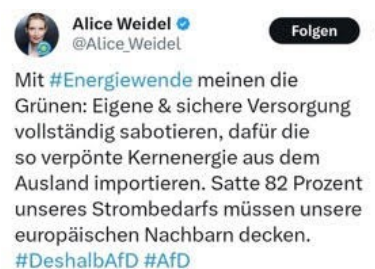 Alice Weidel
@Alice_Weidel
Folgen
Mit #Energiewende meinen die
Grünen: Eigene & sichere Versorgung
vollständig sabotieren, dafür die
so verpönte Kernenergie aus dem
Ausland importieren. Satte 82 Prozent
unseres Strombedarfs müssen unsere
europäischen Nachbarn decken.
#DeshalbAfD #AfD